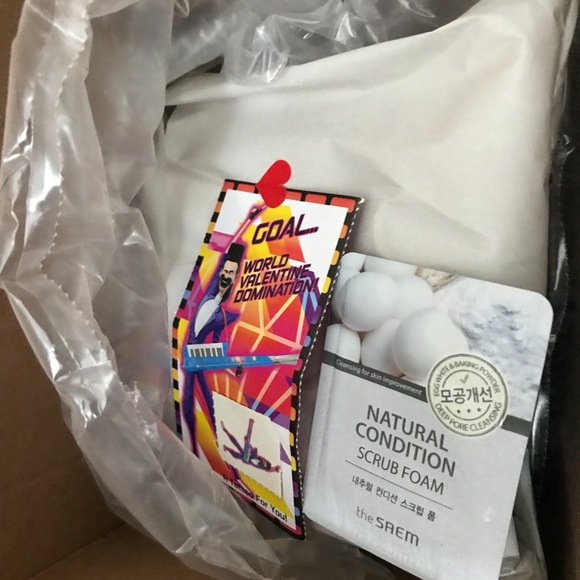 GOAL...
WORLD
VALENTINE
DOMINATION!
For You!
Cleansing for skin improvement
EGG WHITE & BAKING POWDER
모공개선
DEEP PORE CLEANSING
NATURAL
CONDITION
SCRUB FOAM
내추럴 컨디션 스크럽 폼
the SAEM